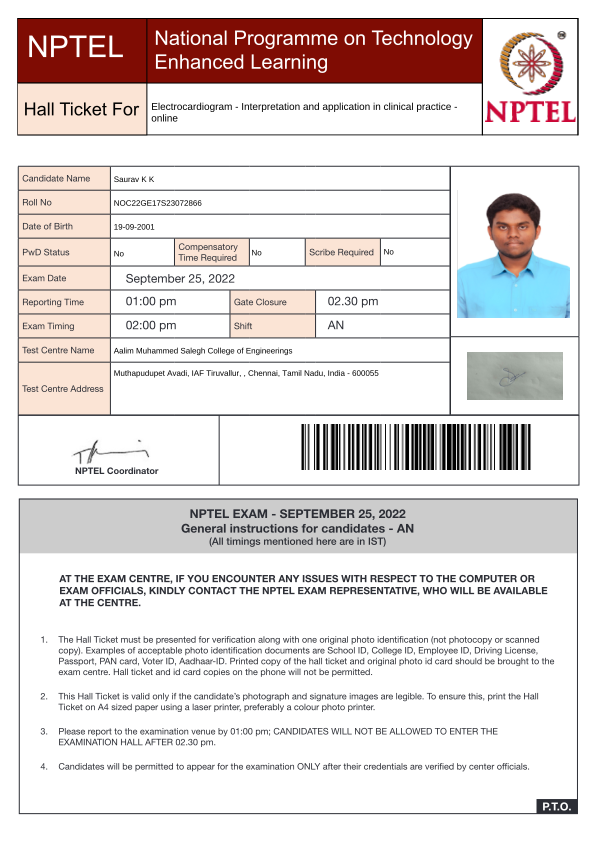 NPTEL
National Programme on Technology
Enhanced Learning
Hall Ticket For
Electrocardiogram - Interpretation and application in clinical practice -
online
NPTEL
Candidate Name
Saurav K K
Roll No
NOC22GE17S23072866
Date of Birth
19-09-2001
PwD Status
No
Compensatory
Time Required
No
Scribe Required
No
Exam Date
September 25, 2022
Reporting Time
01:00 pm
Gate Closure
02.30 pm
Exam Timing
02:00 pm
Shift
AN
Test Centre Name
Aalim Muhammed Salegh College of Engineerings
Test Centre Address
Muthapudupet Avadi, IAF Tiruvallur, , Chennai, Tamil Nadu, India - 600055
NPTEL Coordinator
NPTEL EXAM - SEPTEMBER 25, 2022
General instructions for candidates - AN
(All timings mentioned here are in IST)
AT THE EXAM CENTRE, IF YOU ENCOUNTER ANY ISSUES WITH RESPECT TO THE COMPUTER OR
EXAM OFFICIALS, KINDLY CONTACT THE NPTEL EXAM REPRESENTATIVE, WHO WILL BE AVAILABLE
AT THE CENTRE.
1. The Hall Ticket must be presented for verification along with one original photo identification (not photocopy or scanned
copy). Examples of acceptable photo identification documents are School ID, College ID, Employee ID, Driving License,
Passport, PAN card, Voter ID, Aadhaar-ID. Printed copy of the hall ticket and original photo id card should be brought to the
exam centre. Hall ticket and id card copies on the phone will not be permitted.
2. This Hall Ticket is valid only if the candidate's photograph and signature images are legible. To ensure this, print the Hall
Ticket on A4 sized paper using a laser printer, preferably a colour photo printer.
3. Please report to the examination venue by 01:00 pm; CANDIDATES WILL NOT BE ALLOWED TO ENTER THE
EXAMINATION HALL AFTER 02.30 pm.
4. Candidates will be permitted to appear for the examination ONLY after their credentials are verified by center officials.
P.T.O.